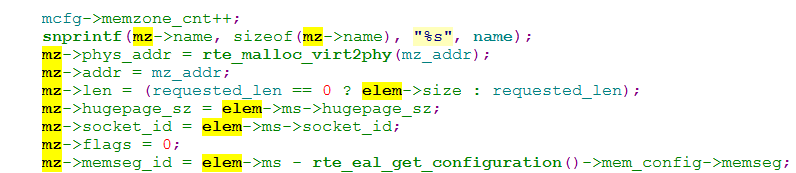 mcfg->memzone_cnt++;
snprintf(mz->name, sizeof(mz->name), "%s", name);
mz->phys_addr = rte_malloc_virt2phy(mz_addr);
mz->addr = mz_addr;
mz->len = (requested_len == 0 ? elem->size : requested_len);
mz->hugepage_sz = elem->ms->hugepage_sz;
mz->socket_id = elem->ms->socket_id;
mz->flags = 0;
mz->memseg_id = elem->ms - rte_eal_get_configuration()->mem_config->memseg;